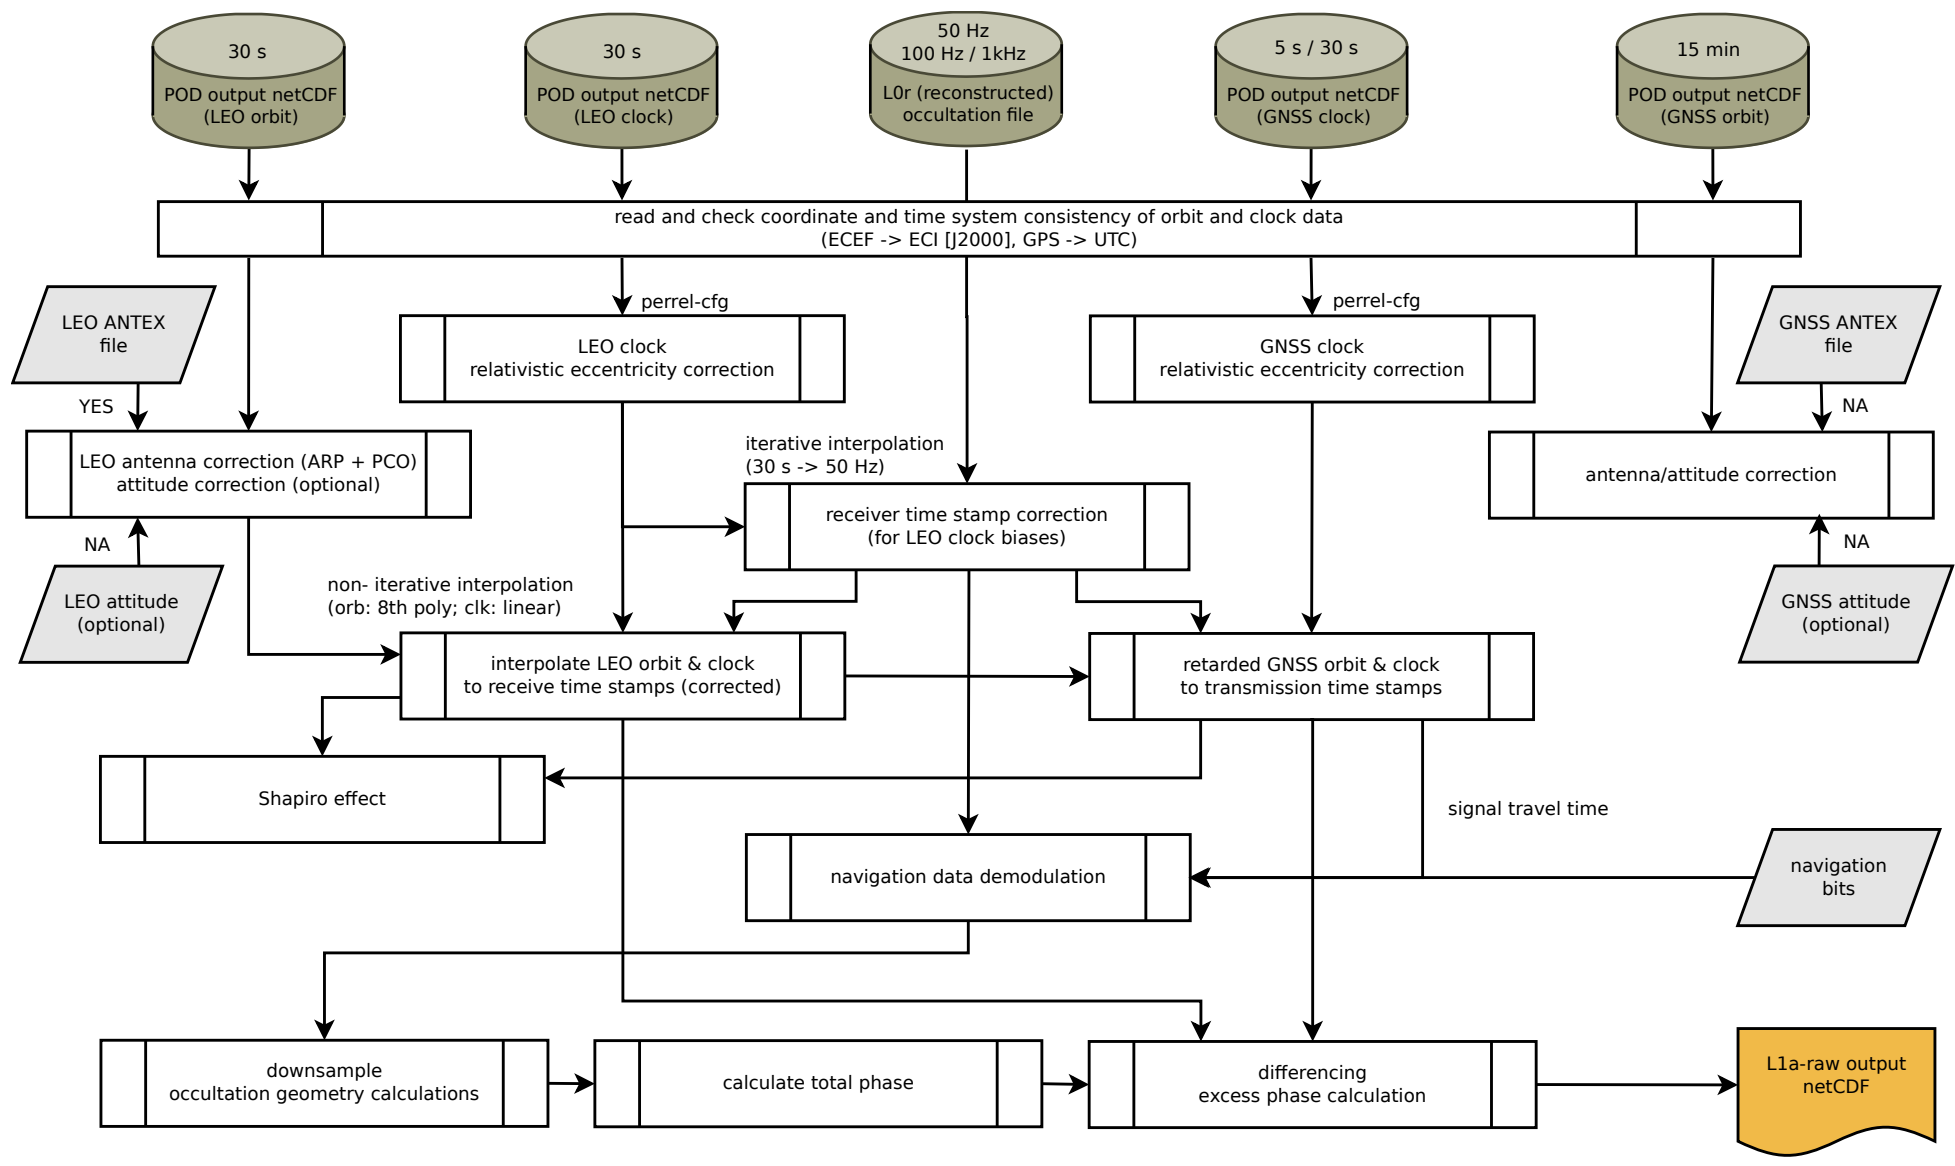 30 s
POD output netCDF
(LEO orbit)
30 s
POD output netCDF
(LEO clock)
50 Hz
100 Hz / 1kHz
L0r (reconstructed)
occultation file
5 s / 30 s
POD output netCDF
(GNSS clock)
15 min
POD output netCDF
(GNSS orbit)
read and check coordinate and time system consistency of orbit and clock data
(ECEF -> ECI [J2000], GPS -> UTC)
LEO ANTEX
file
perrel-cfg
LEO clock
relativistic eccentricity correction
perrel-cfg
GNSS clock
relativistic eccentricity correction
GNSS ANTEX
file
YES
NA
LEO antenna correction (ARP + PCO)
attitude correction (optional)
iterative interpolation
(30 s -> 50 Hz)
receiver time stamp correction
(for LEO clock biases)
antenna/attitude correction
NA
NA
LEO attitude
(optional)
non- iterative interpolation
(orb: 8th poly; clk: linear)
GNSS attitude
(optional)
interpolate LEO orbit & clock
to receive time stamps (corrected)
retarded GNSS orbit & clock
to transmission time stamps
Shapiro effect
signal travel time
navigation data demodulation
navigation
bits
downsample
occultation geometry calculations
calculate total phase
differencing
excess phase calculation
L1a-raw output
netCDF